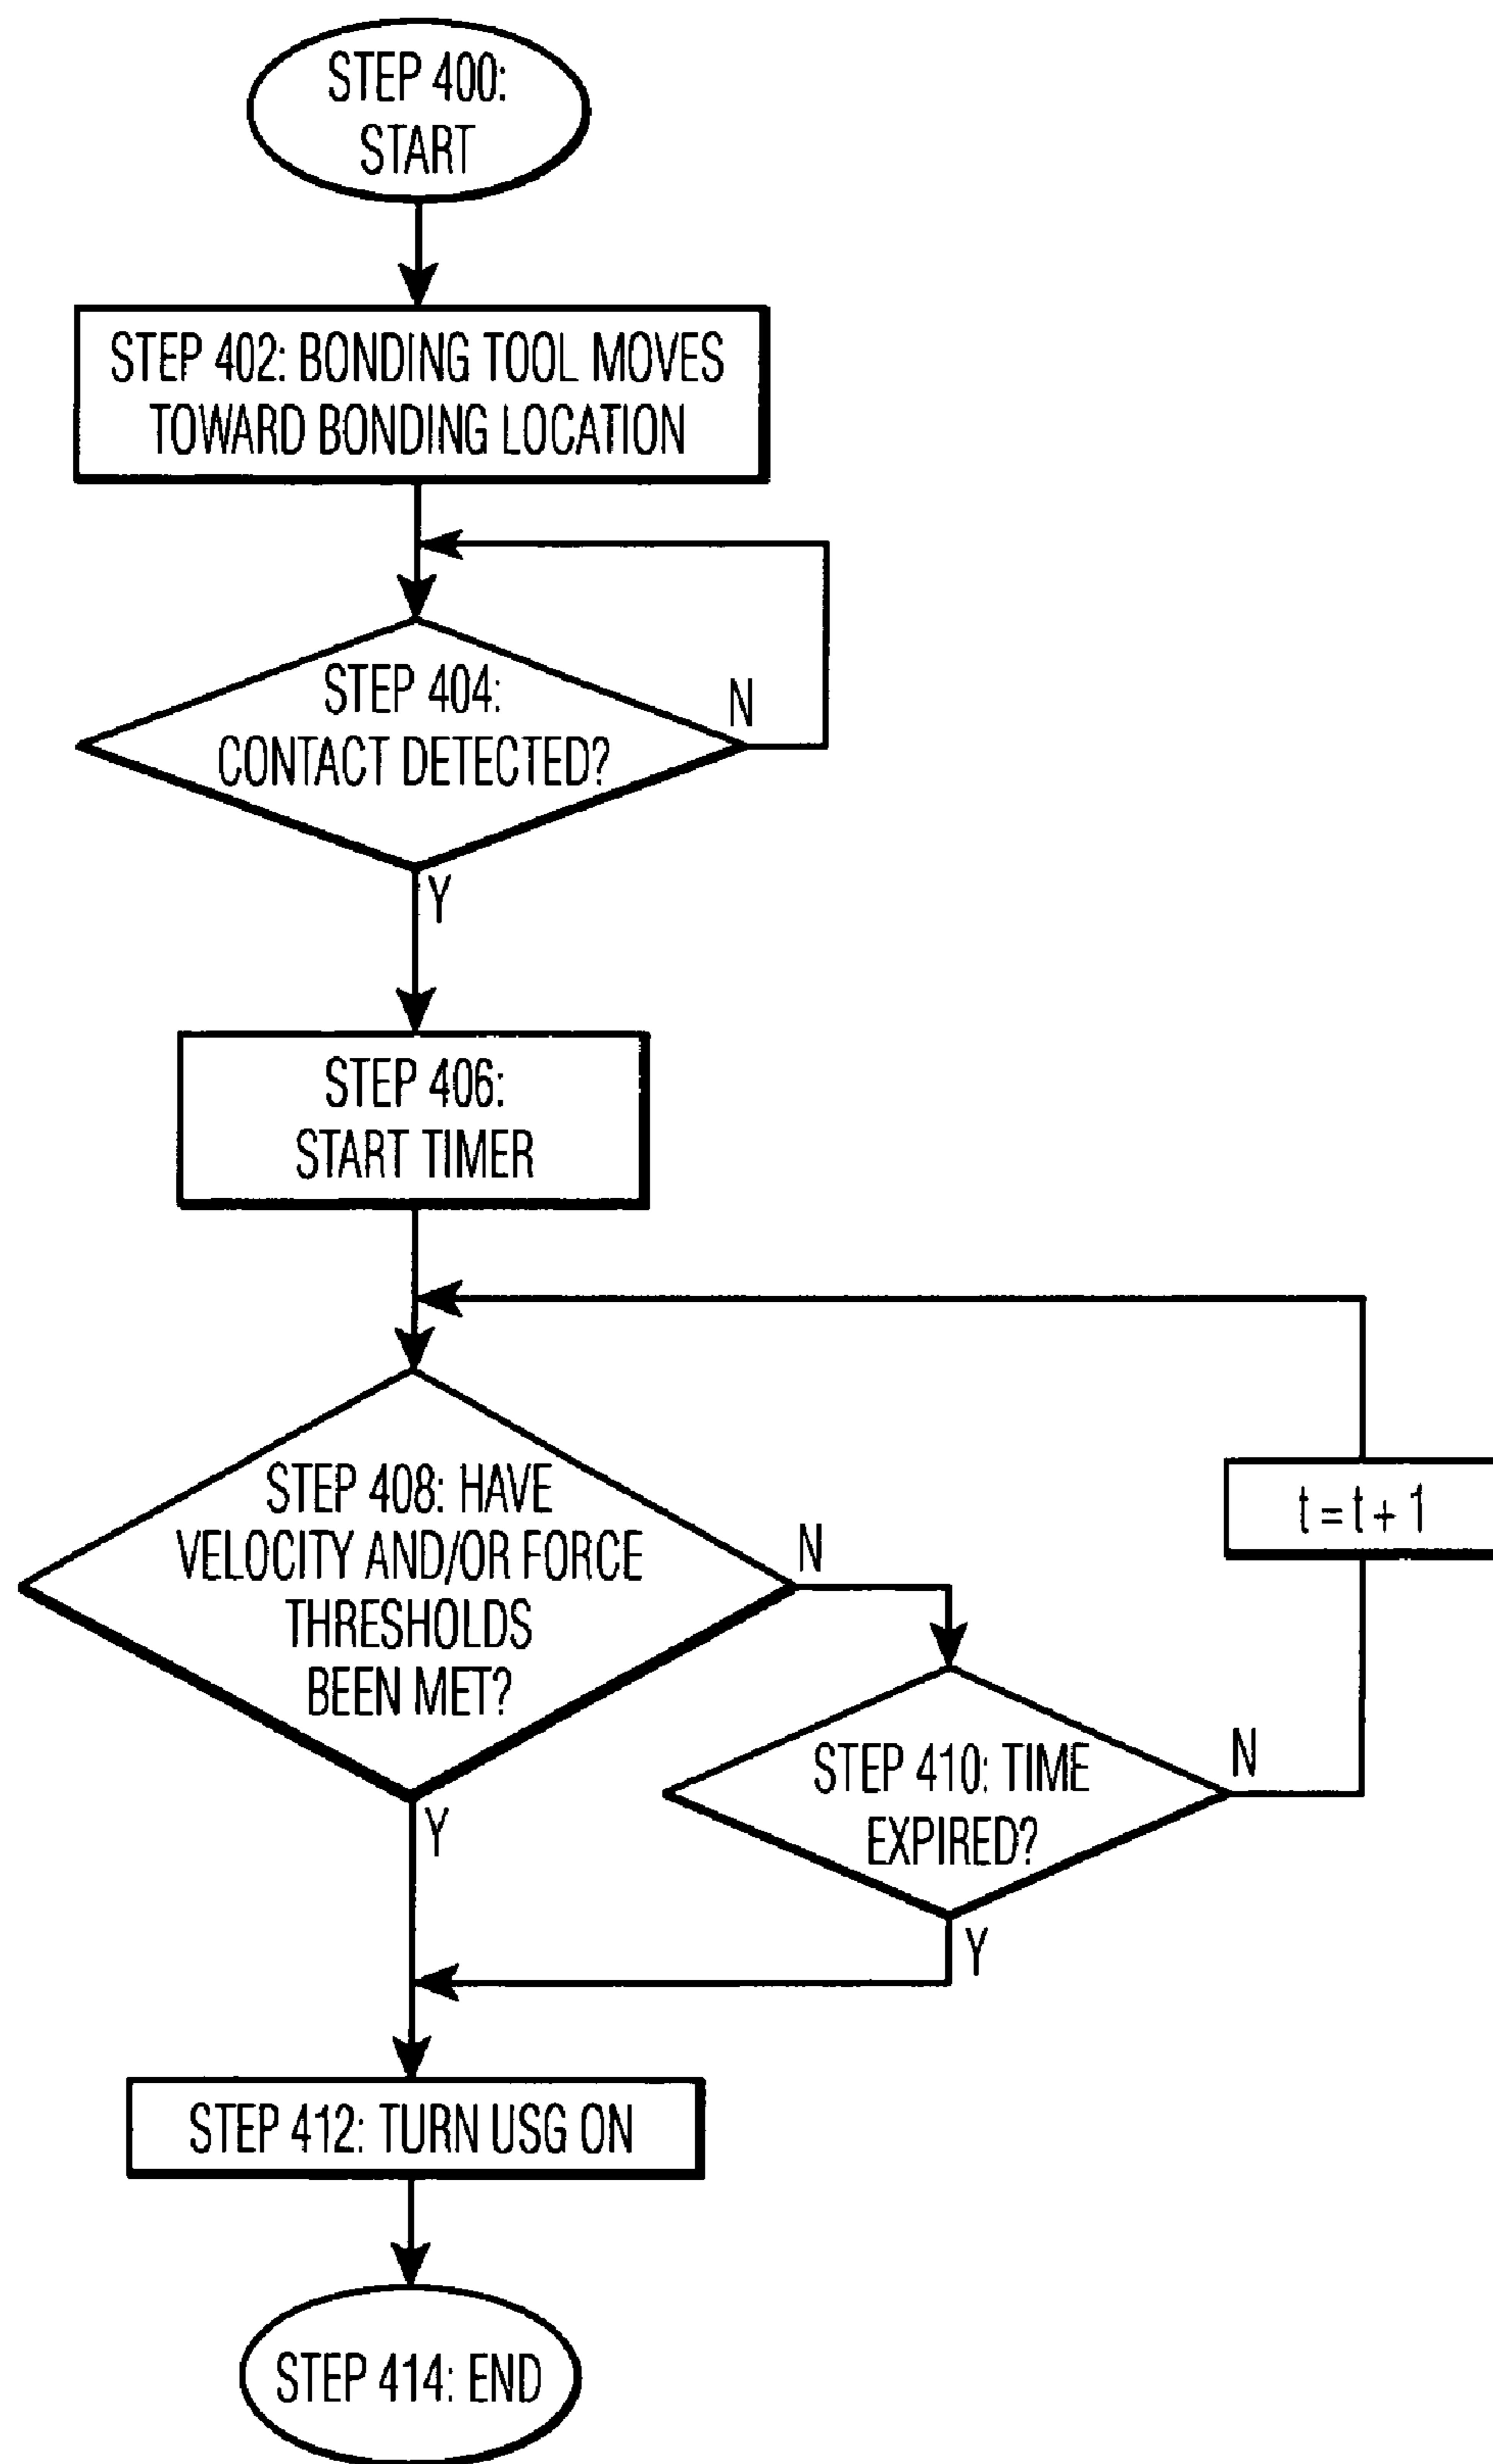 STEP 400:
START
STEP 402: BONDING TOOL MOVES
TOWARD BONDING LOCATION
STEP 404:
CONTACT DETECTED?
N
Y
STEP 406:
START TIMER
STEP 408: HAVE
VELOCITY AND/OR FORCE
THRESHOLDS
BEEN MET?
N
t = t + 1
STEP 410: TIME
EXPIRED?
N
Y
Y
STEP 412: TURN USG ON
STEP 414: END